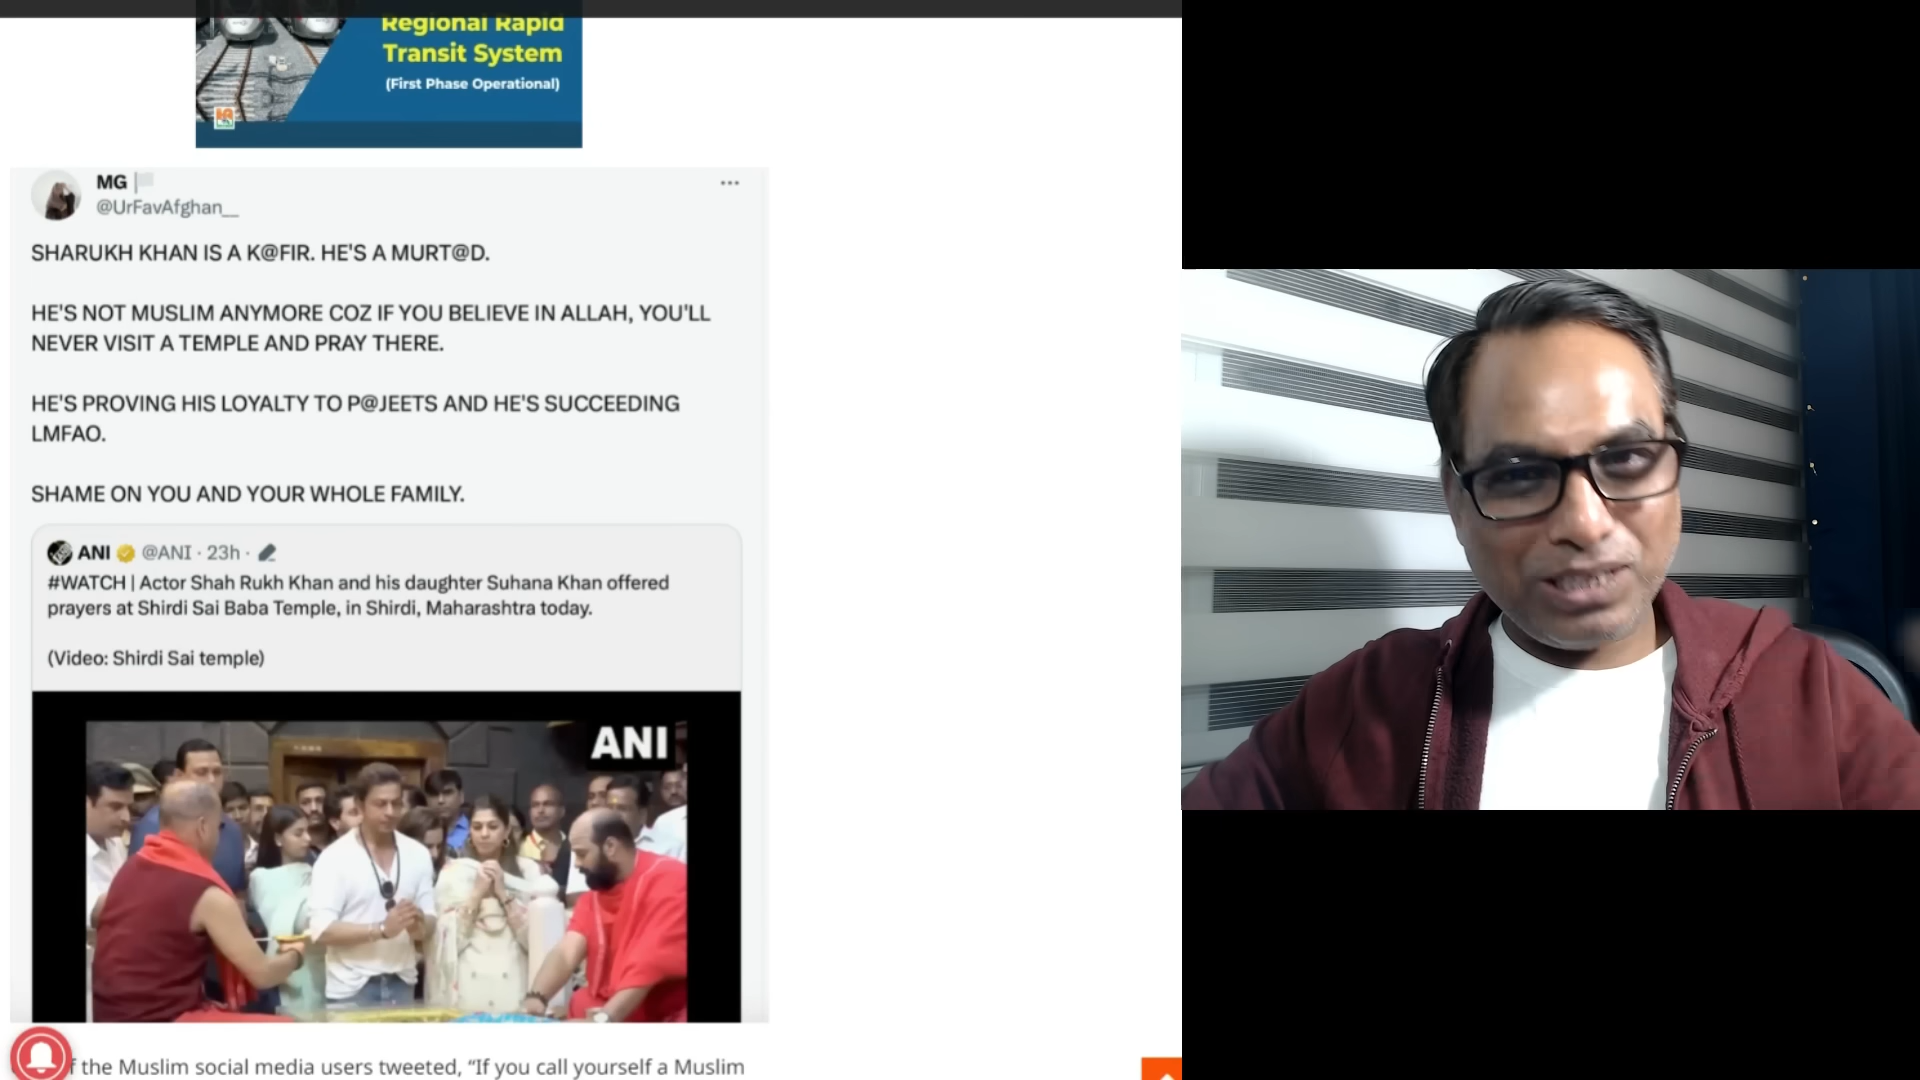 Regional Rapid
Transit System
(First Phase Operational)
MG
@UrFavAfghan__
SHARUKH KHAN IS A K@FIR. HE'S A MURT@D.
HE'S NOT MUSLIM ANYMORE COZ IF YOU BELIEVE IN ALLAH, YOU'LL
NEVER VISIT A TEMPLE AND PRAY THERE.
HE'S PROVING HIS LOYALTY TO P@JEETS AND HE'S SUCCEEDING
LMFAO.
SHAME ON YOU AND YOUR WHOLE FAMILY.
ANI @ANI · 23h ·
#WATCH | Actor Shah Rukh Khan and his daughter Suhana Khan offered
prayers at Shirdi Sai Baba Temple, in Shirdi, Maharashtra today.
(Video: Shirdi Sai temple)
ANI
f the Muslim social media users tweeted, “If you call yourself a Muslim